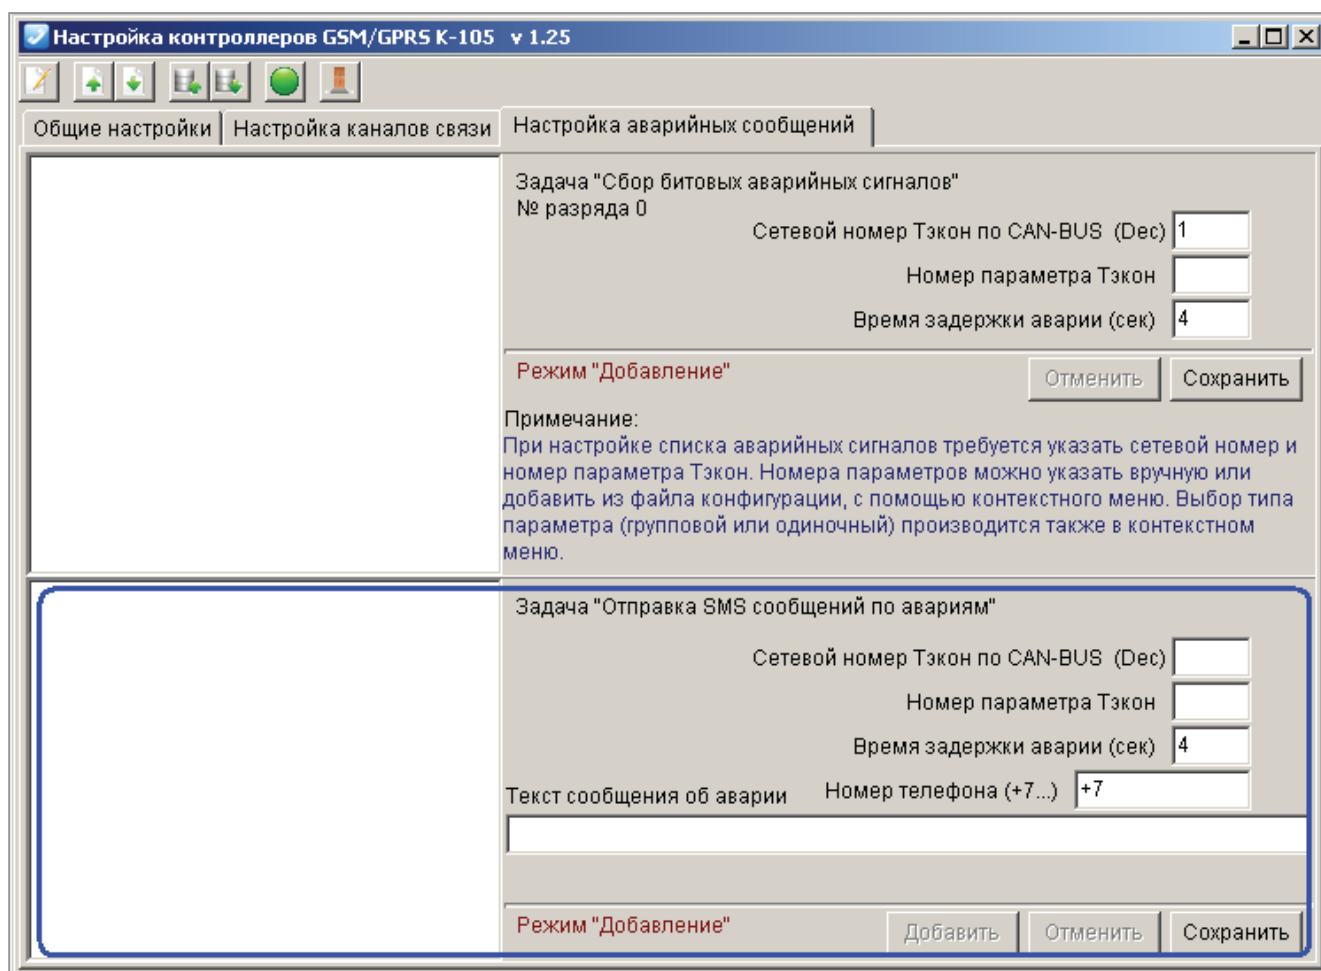 Настройка контроллеров GSM/GPRS K-105 v 1.25
Общие настройки Настройка каналов связи Настройка аварийных сообщений
Задача "Сбор битовых аварийных сигналов"
№ разряда 0
Сетевой номер Тэкон по CAN-BUS (Dec) 1
Номер параметра Тэкон
Время задержки аварии (сек) 4
Режим "Добавление" Отменить Сохранить
Примечание:
При настройке списка аварийных сигналов требуется указать сетевой номер и
номер параметра Тэкон. Номера параметров можно указать вручную или
добавить из файла конфигурации, с помощью контекстного меню. Выбор типа
параметра (групповой или одиночный) производится также в контекстном
меню.
Задача "Отправка SMS сообщений по авариям"
Сетевой номер Тэкон по CAN-BUS (Dec)
Номер параметра Тэкон
Время задержки аварии (сек) 4
Текст сообщения об аварии Номер телефона (+7...) +7
Режим "Добавление" Добавить Отменить Сохранить